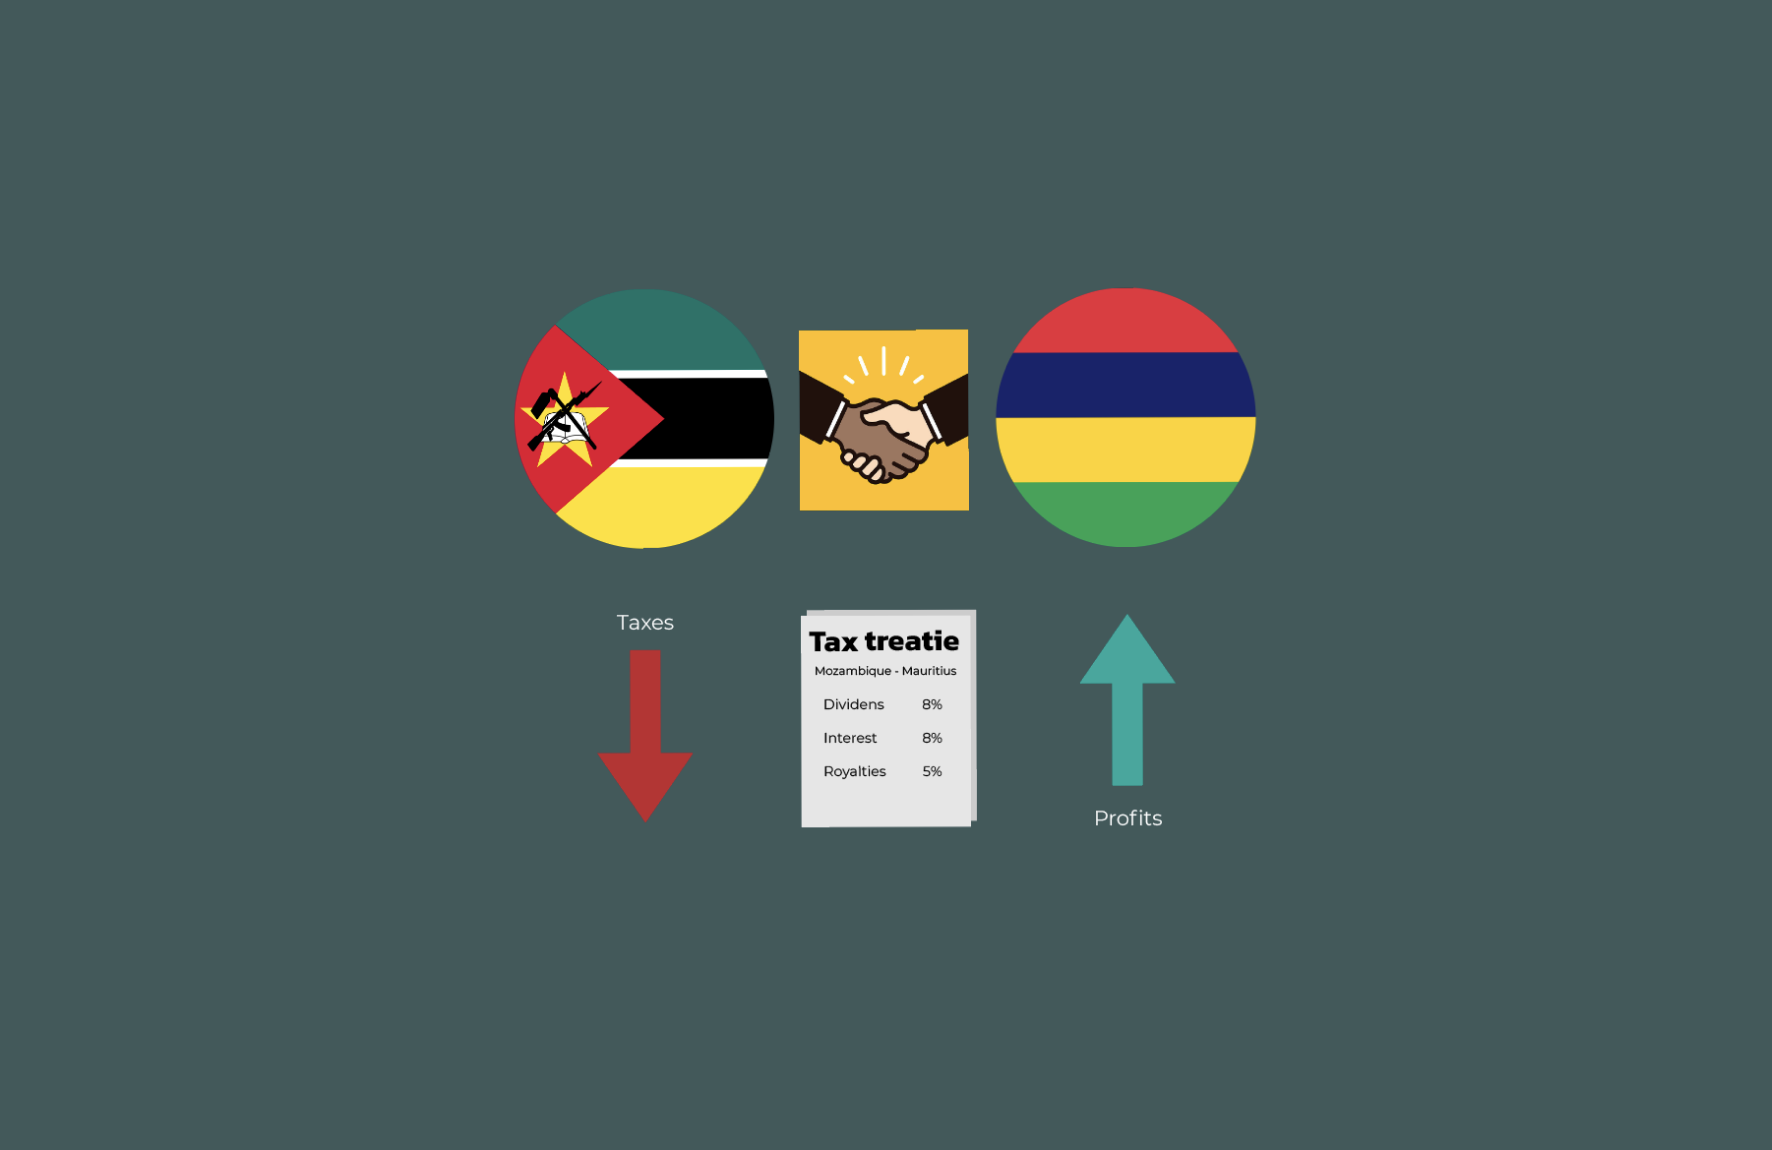 Taxes
Tax treatie
Mozambique - Mauritius
Dividens 8%
Interest 8%
Royalties 5%
Profits